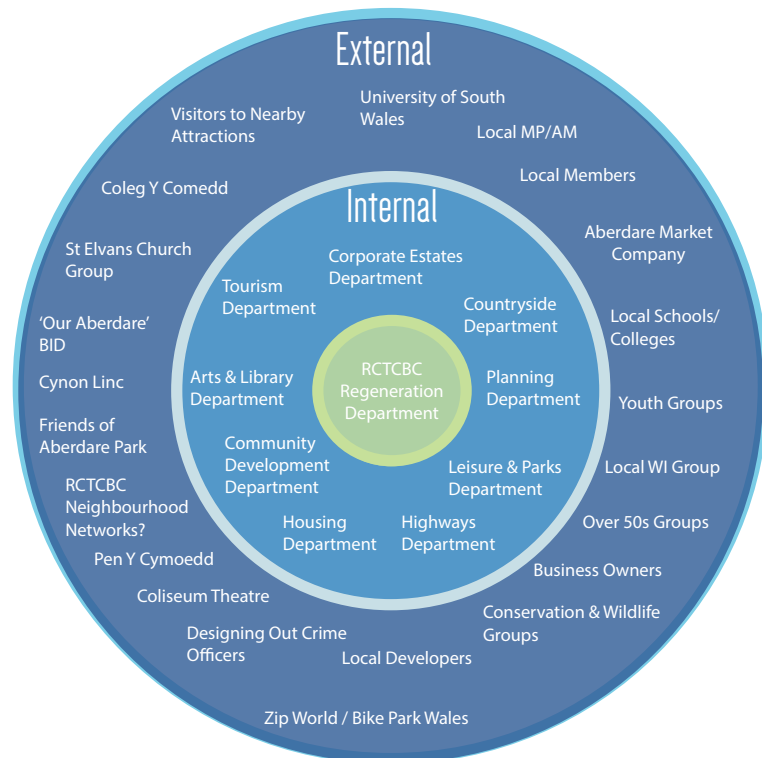 External
University of South
Wales
Visitors to Nearby
Attractions
Local MP/AM
Local Members
Coleg Y Comedd
Aberdare Market
Company
St Elvans Church
Group
Local Schools/
Colleges
‘Our Aberdare’
BID
Cynon Linc
Youth Groups
Friends of
Aberdare Park
Local WI Group
RCTCBC
Neighbourhood
Networks?
Over 50s Groups
Pen Y Cymoedd
Business Owners
Coliseum Theatre
Conservation & Wildlife
Groups
Designing Out Crime
Officers
Local Developers
Zip World / Bike Park Wales
Internal
Corporate Estates
Department
Tourism
Department
Countryside
Department
Arts & Library
Department
Planning
Department
Community
Development
Department
Leisure & Parks
Department
Housing
Department
Highways
Department
RCTCBC
Regeneration
Department